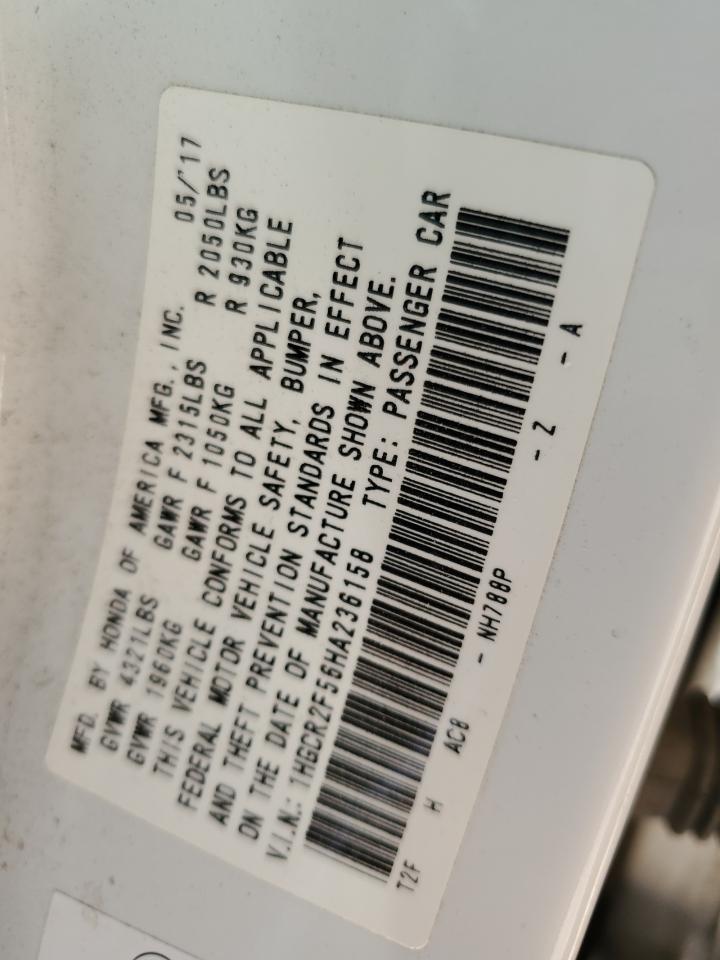 MFD. BY HONDA OF AMERICA MFG., INC. 05/'17
GVWR 4321LBS GAWR F 2315LBS R 2050LBS
GVWR 1960KG GAWR F 1050KG R 930KG
THIS VEHICLE CONFORMS TO ALL APPLICABLE
FEDERAL MOTOR VEHICLE SAFETY, BUMPER,
AND THEFT PREVENTION STANDARDS IN EFFECT
ON THE DATE OF MANUFACTURE SHOWN ABOVE.
V.I.N.: 1HGCR2F56HA236158 TYPE: PASSENGER CAR
T2F H AC8 - NH788P - Z - A